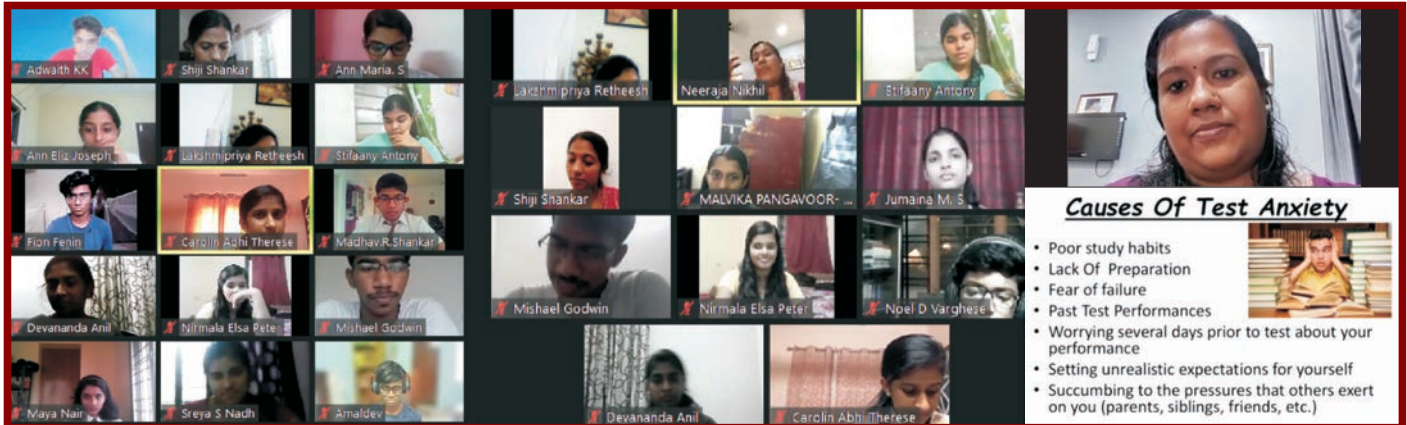 Adwaith KK
Shiji Shankar
Ann Maria. S
Ann Eliz Joseph
Lakshmipriya Retheesh
Stifaany Antony
Fion Fenin
Carolin Abhi Therese
Madhav.R.Shankar
Devananda Anil
Nirmala Elsa Peter
Mishael Godwin
Maya Nair
Sreya S Nadh
Amaldev
Lakshmipriya Retheesh
Neeraja Nikhil
Stifaany Antony
Shiji Shankar
MALVIKA PANGAVOOR- ...
Jumaina M. S
Mishael Godwin
Nirmala Elsa Peter
Noel D Varghese
Devananda Anil
Carolin Abhi Therese
Causes Of Test Anxiety
• Poor study habits
• Lack Of Preparation
• Fear of failure
• Past Test Performances
• Worrying several days prior to test about your
performance
• Setting unrealistic expectations for yourself
• Succumbing to the pressures that others exert
on you (parents, siblings, friends, etc.)